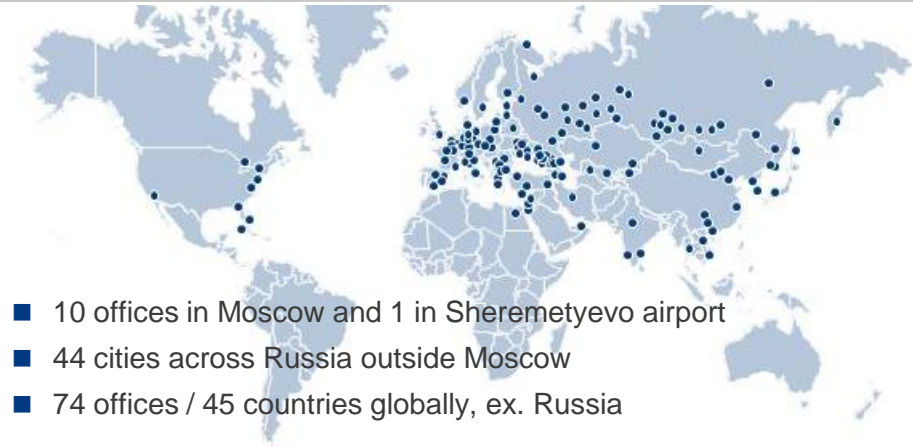 10 offices in Moscow and 1 in Sheremetyevo airport
44 cities across Russia outside Moscow
74 offices / 45 countries globally, ex. Russia